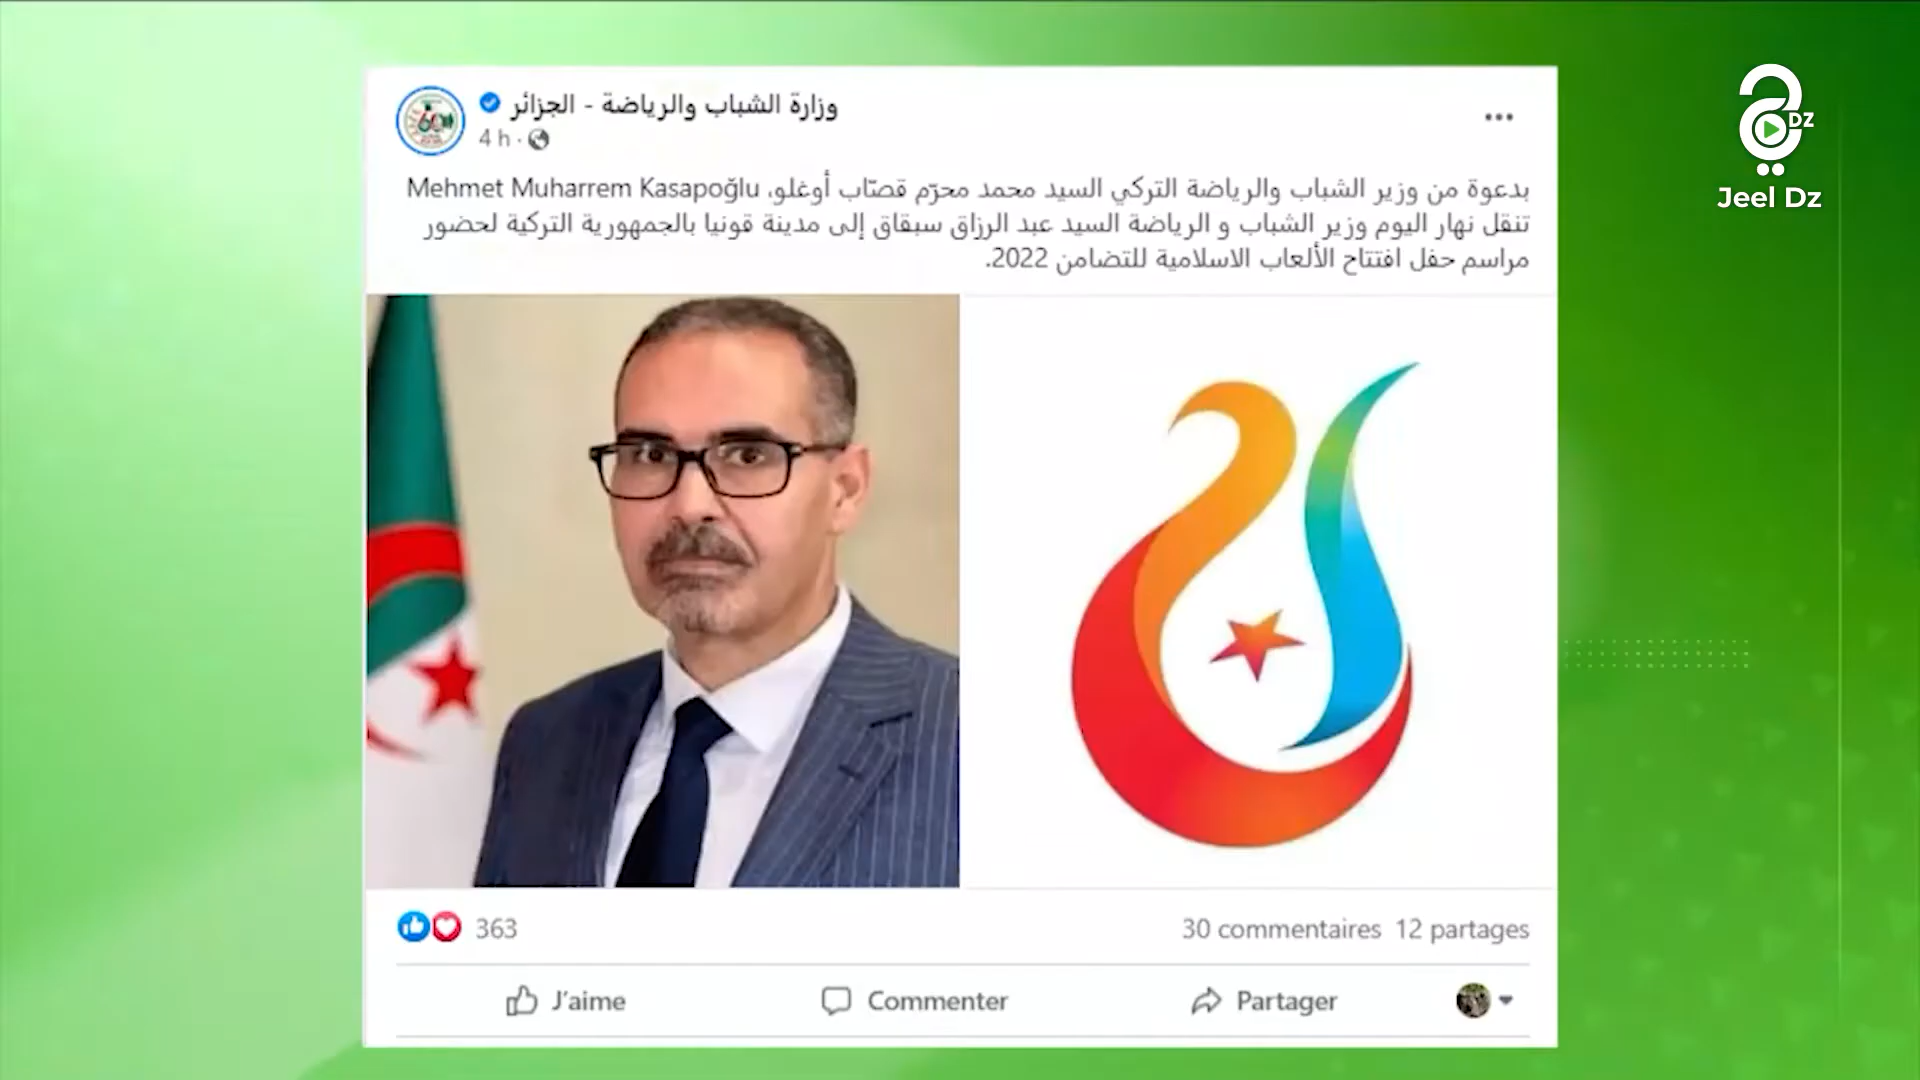 وزارة الشباب والرياضة - الجزائر
4 h ·
بدعوة من وزير الشباب والرياضة التركي السيد محمد محرّم قصّاب أوغلو، Mehmet Muharrem Kasapoğlu
تنقل نهار اليوم وزير الشباب و الرياضة السيد عبد الرزاق سبقاق إلى مدينة قونيا بالجمهورية التركية لحضور
مراسم حفل افتتاح الألعاب الاسلامية للتضامن 2022.
363
30 commentaires 12 partages
J'aime
Commenter
Partager
DZ
Jeel Dz